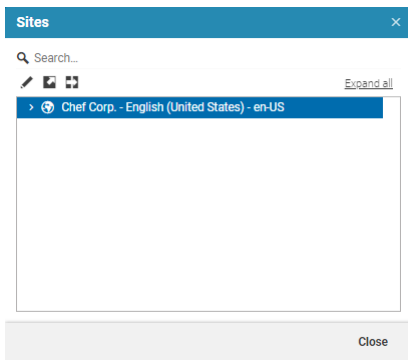 Sites
Search...
Expand all
Chef Corp. - English (United States) - en-US
Close